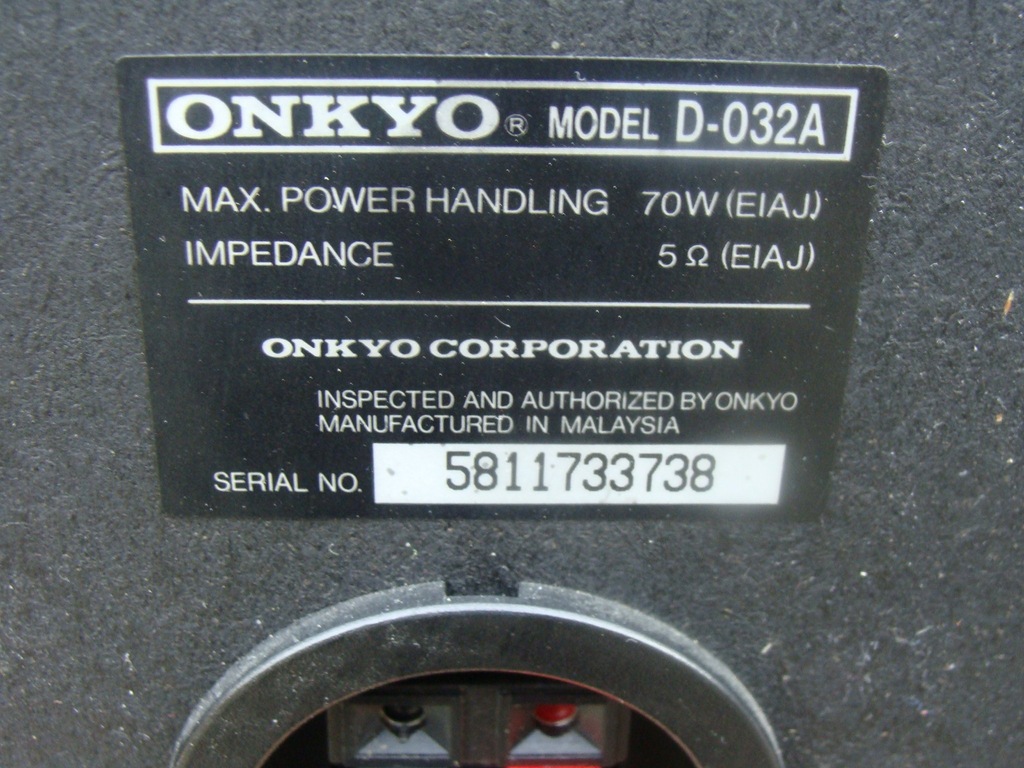 ONKYO® MODEL D-032A
MAX. POWER HANDLING 70W (EIAJ)
IMPEDANCE 5 Ω (EIAJ)
ONKYO CORPORATION
INSPECTED AND AUTHORIZED BY ONKYO
MANUFACTURED IN MALAYSIA
SERIAL NO. 5811733738